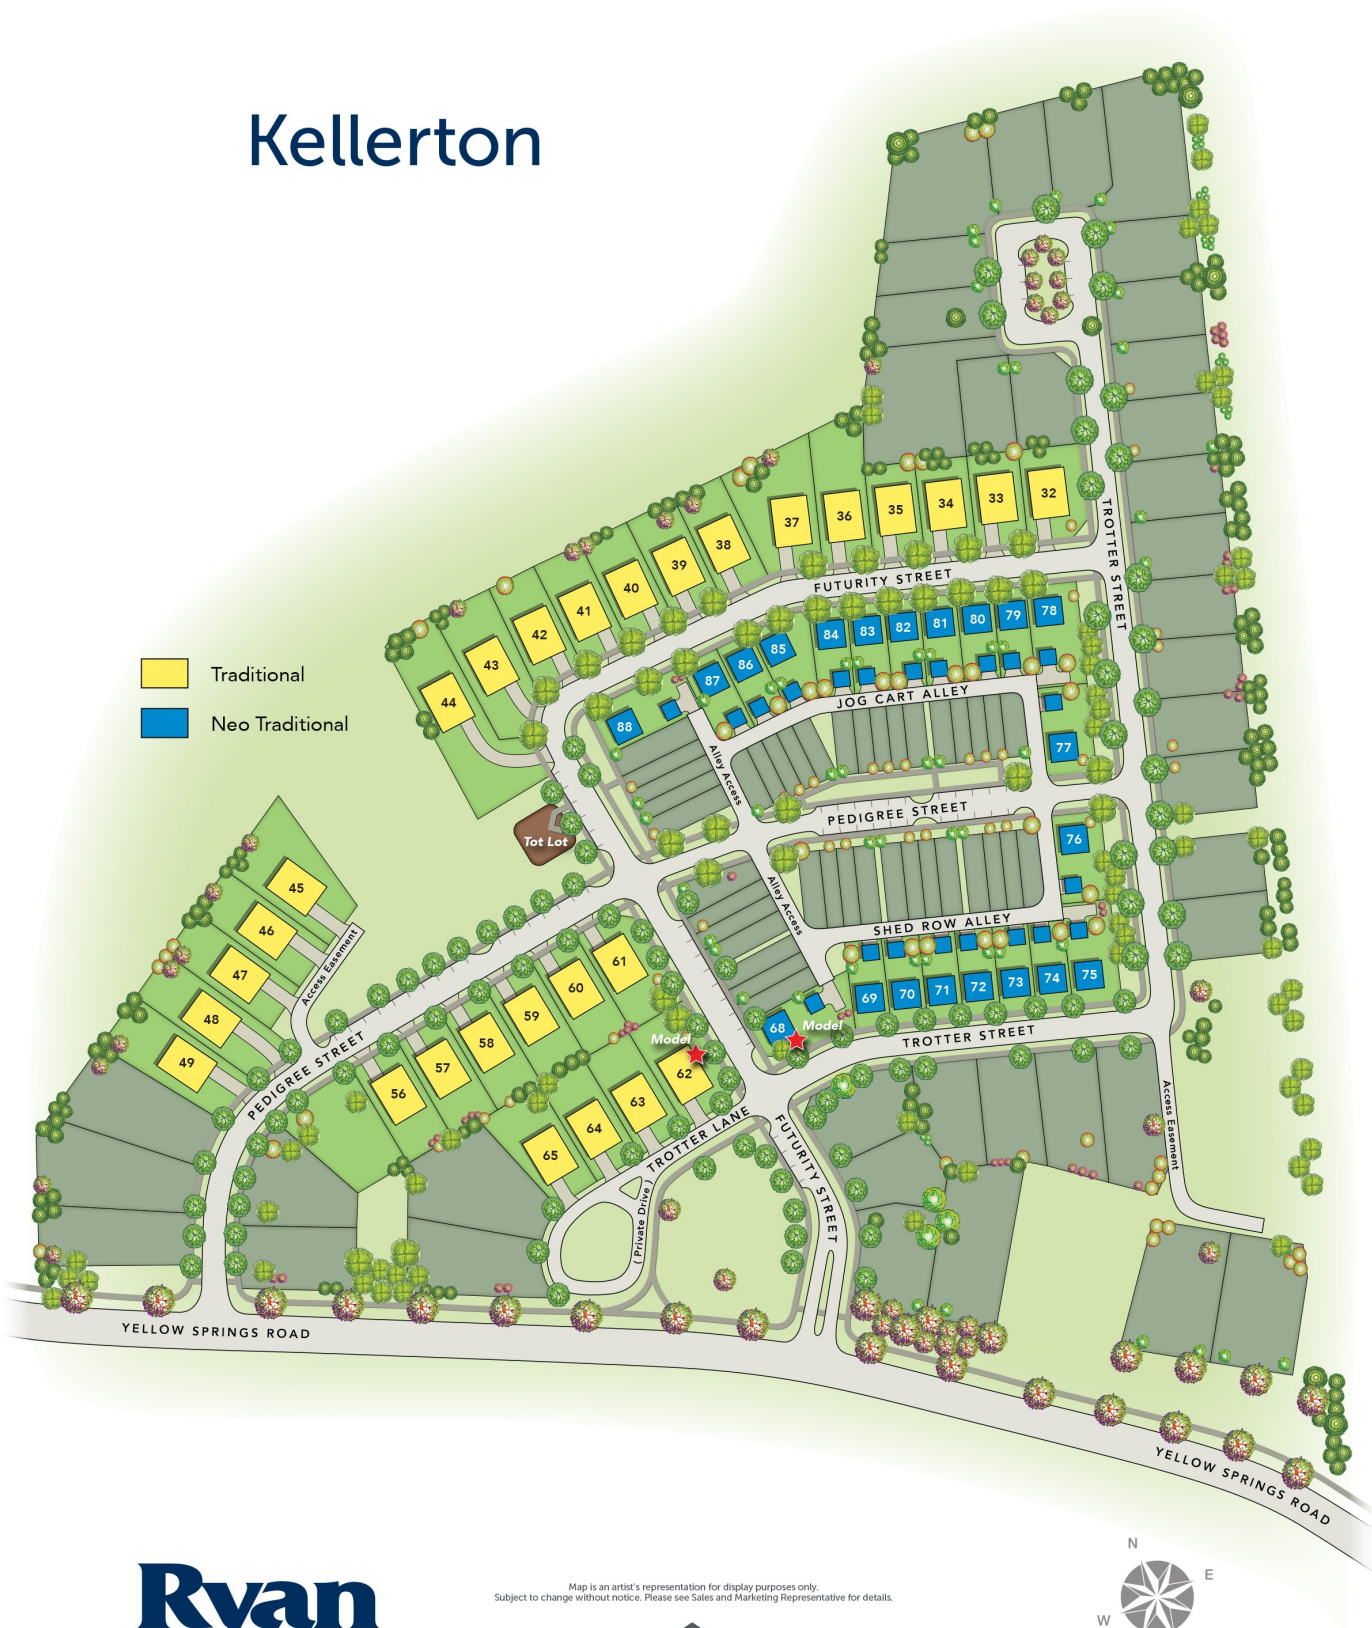 Kellerton
Traditional
Neo Traditional
32
33
34
35
36
37
38
39
40
41
42
43
44
FUTURITY STREET
TROTTER STREET
78
79
80
81
82
83
84
85
86
87
88
JOG CART ALLEY
Alley Access
77
PEDIGREE STREET
76
Tot Lot
Alley Access
SHED ROW ALLEY
45
46
47
48
49
Access Easement
PEDIGREE STREET
61
60
59
58
57
56
69
70
71
72
73
74
75
68
Model
Model
62
63
64
65
TROTTER STREET
TROTTER LANE
( Private Drive )
FUTURITY STREET
Access Easement
YELLOW SPRINGS ROAD
YELLOW SPRINGS ROAD
Ryan
Map is an artist's representation for display purposes only.
Subject to change without notice. Please see Sales and Marketing Representative for details.
N
E
W